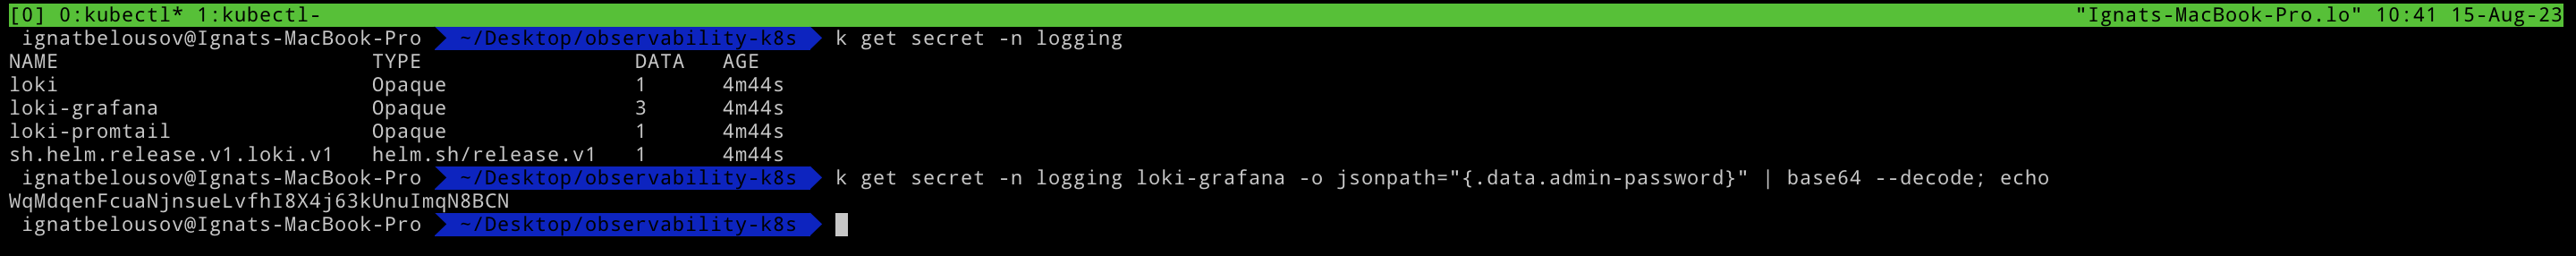 [0] 0:kubectl* 1:kubectl- "Ignats-MacBook-Pro.lo" 10:41 15-Aug-23
ignatbelousov@Ignats-MacBook-Pro ~/Desktop/observability-k8s k get secret -n logging
NAME TYPE DATA AGE
loki Opaque 1 4m44s
loki-grafana Opaque 3 4m44s
loki-promtail Opaque 1 4m44s
sh.helm.release.v1.loki.v1 helm.sh/release.v1 1 4m44s
ignatbelousov@Ignats-MacBook-Pro ~/Desktop/observability-k8s k get secret -n logging loki-grafana -o jsonpath="{.data.admin-password}" | base64 --decode; echo
WqMdqenFcuaNjnsueLvfhI8X4j63kUnuImqN8BCN
ignatbelousov@Ignats-MacBook-Pro ~/Desktop/observability-k8s